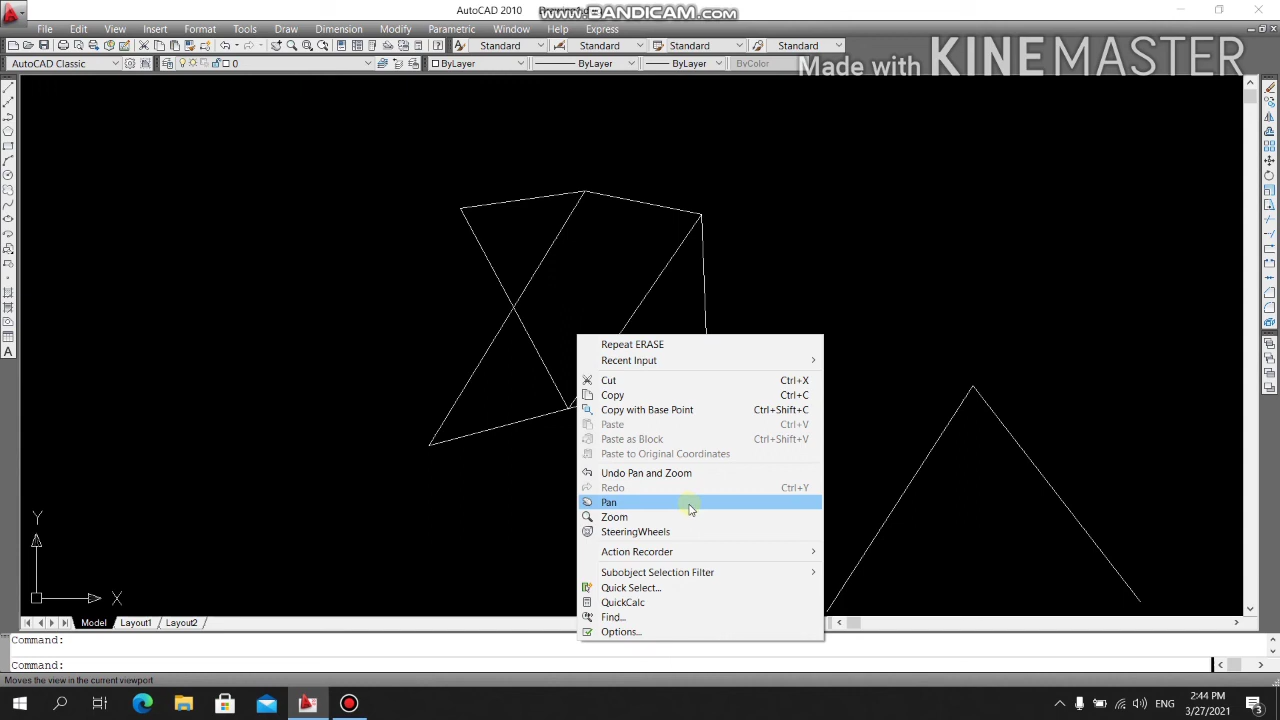 AutoCAD 2010
WWW.BANDICAM.COM
File Edit View Insert Format Tools Draw Dimension Modify Parametric Window Help Express
Standard Standard Standard Standard
AutoCAD Classic 0 ByLayer ByLayer ByLayer ByColor
Made with KINEMASTER
Repeat ERASE
Recent Input
Cut Ctrl+X
Copy Ctrl+C
Copy with Base Point Ctrl+Shift+C
Paste Ctrl+V
Paste as Block Ctrl+Shift+V
Paste to Original Coordinates
Undo Pan and Zoom
Redo Ctrl+Y
Pan
Zoom
SteeringWheels
Action Recorder
Subobject Selection Filter
Quick Select...
QuickCalc
Find...
Options...
Y
X
A
Model Layout1 Layout2
Command:
Command:
Moves the view in the current viewport
ENG
2:44 PM
3/27/2021
3